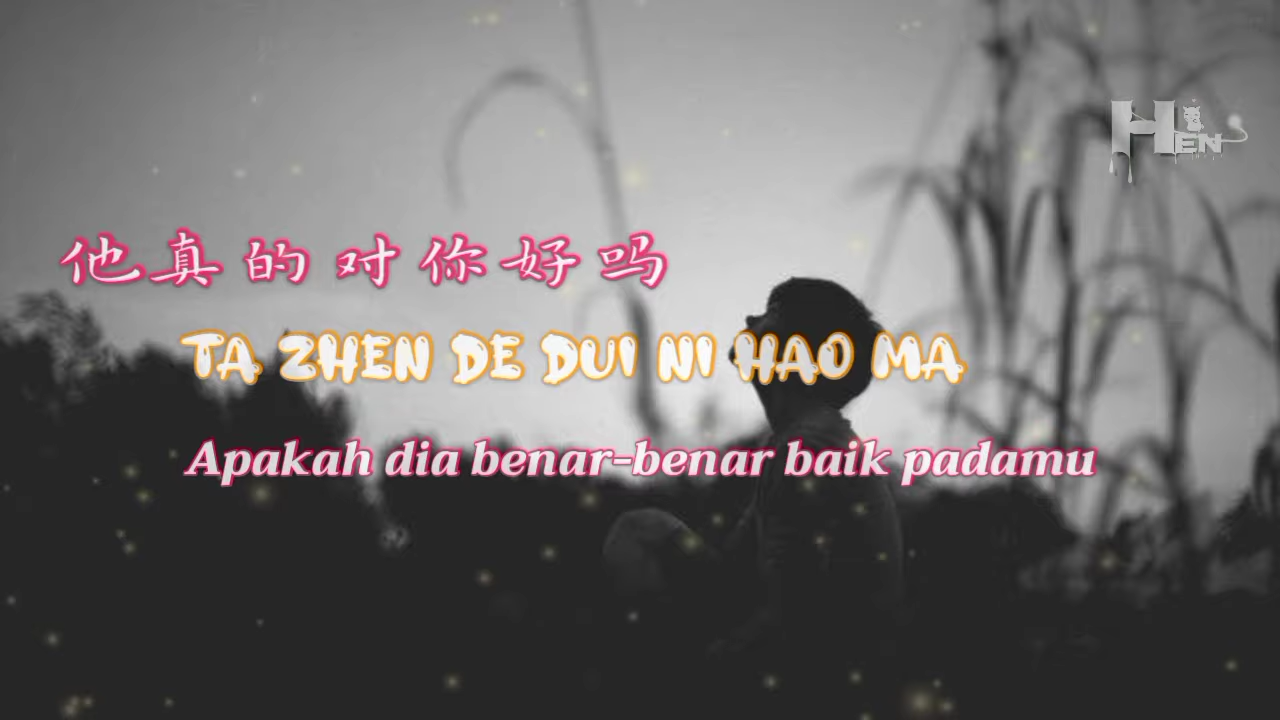 HEN
他真的对你好吗
TA ZHEN DE DUI NI HAO MA
Apakah dia benar-benar baik padamu